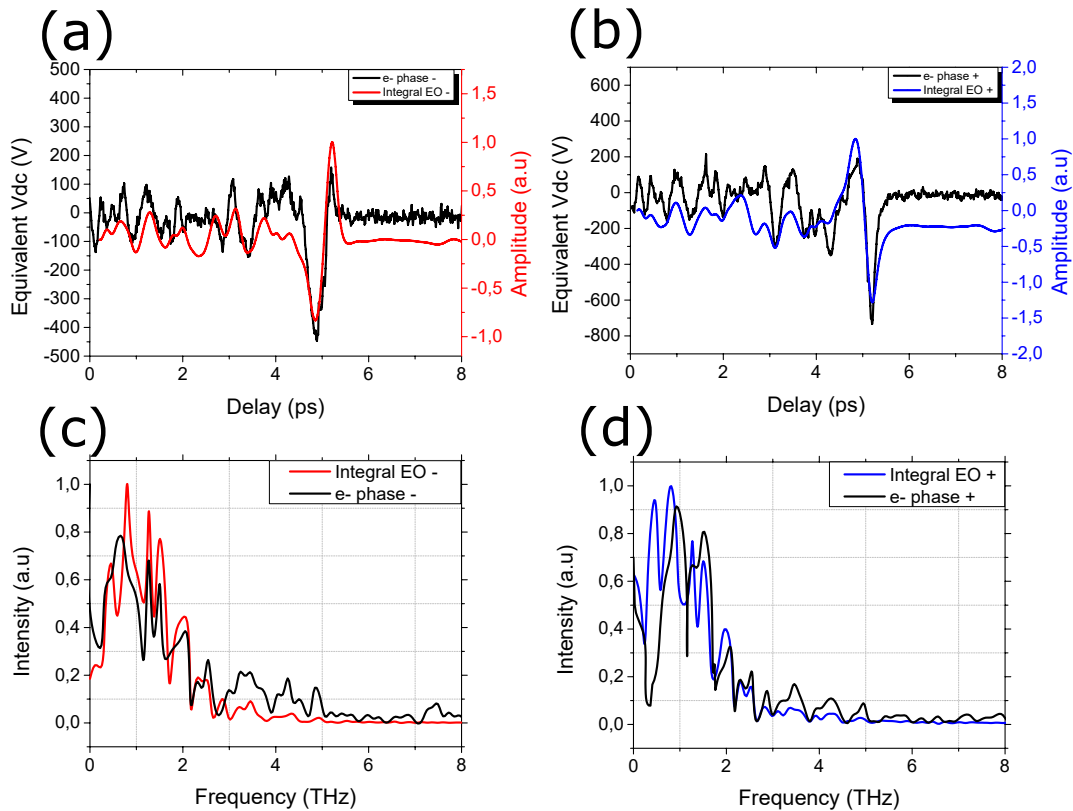 (a)
500
400
300
200
100
0
-100
-200
-300
-400
-500
Equivalent Vdc (V)
e- phase -
Integral EO -
1,5
1,0
0,5
0,0
-0,5
-1,0
Amplitude (a.u)
0 2 4 6 8
Delay (ps)
(b)
600
400
200
0
-200
-400
-600
-800
Equivalent Vdc (V)
e- phase +
Integral EO +
2,0
1,5
1,0
0,5
0,0
-0,5
-1,0
-1,5
-2,0
Amplitude (a.u)
0 2 4 6 8
Delay (ps)
(c)
1,0
0,8
0,6
0,4
0,2
0,0
Intensity (a.u)
Integral EO -
e- phase -
0 2 4 6 8
Frequency (THz)
(d)
1,0
0,8
0,6
0,4
0,2
0,0
Intensity (a.u)
Integral EO +
e- phase +
0 2 4 6 8
Frequency (THz)